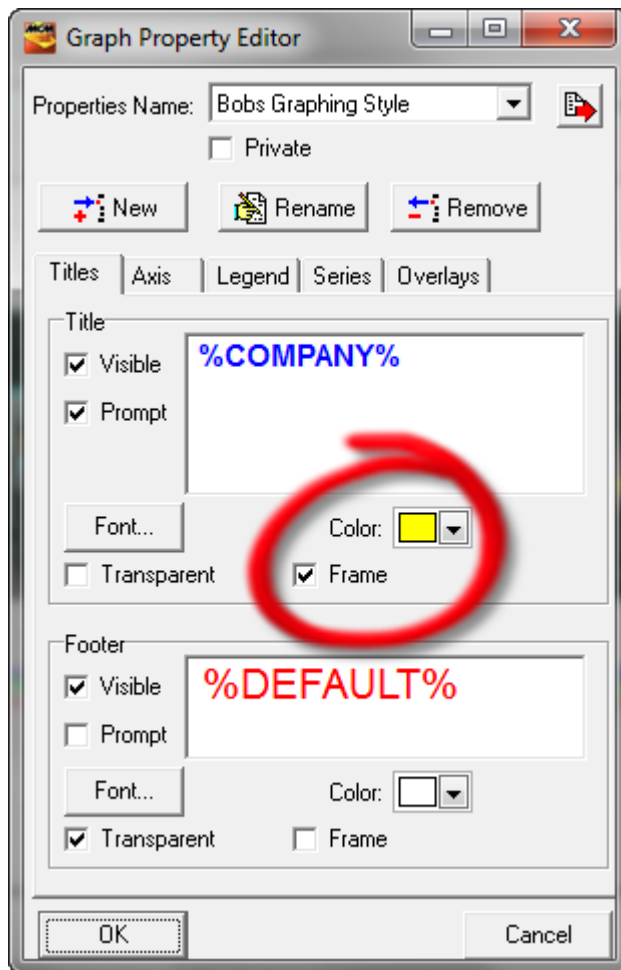 MCM Graph Property Editor
Properties Name: Bobs Graphing Style
Private
New Rename Remove
Titles Axis Legend Series Overlays
Title
Visible %COMPANY%
Prompt
Font... Color:
Transparent Frame
Footer
Visible %DEFAULT%
Prompt
Font... Color:
Transparent Frame
OK Cancel